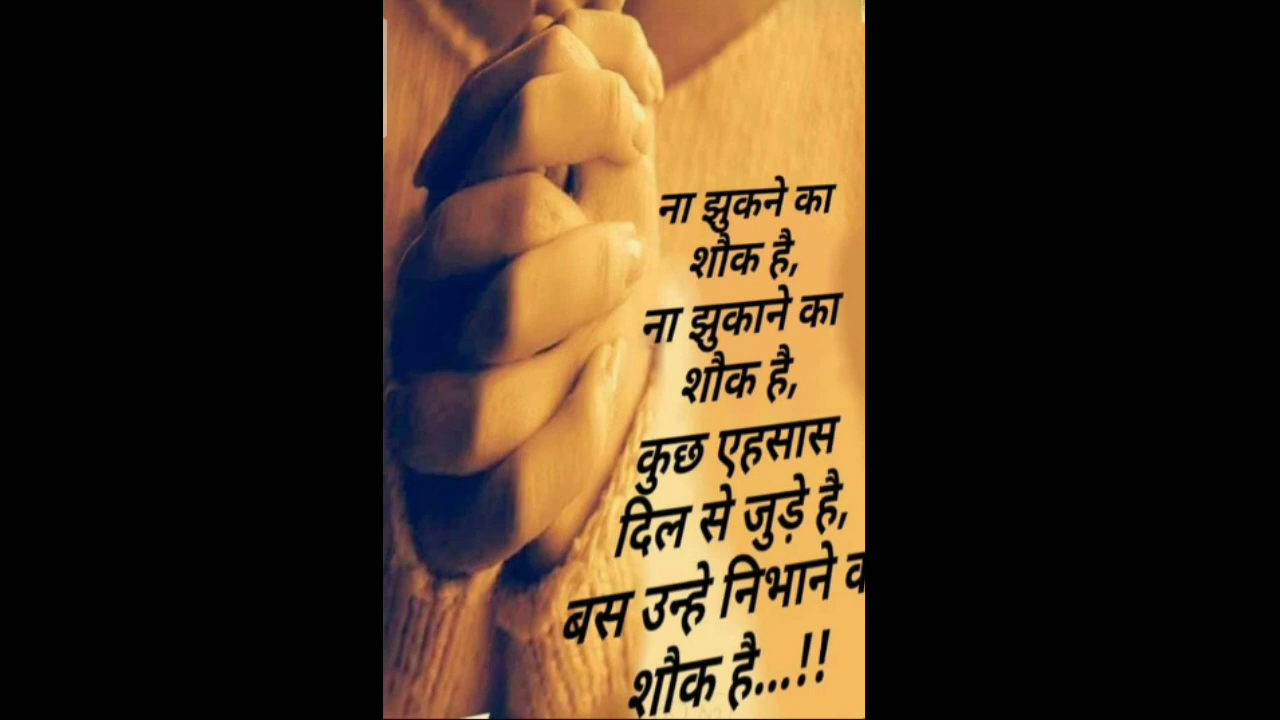 ना झुकने का
शौक है,
ना झुकाने का
शौक है,
कुछ एहसास
दिल से जुड़े है,
बस उन्हे निभाने
शौक है...!!